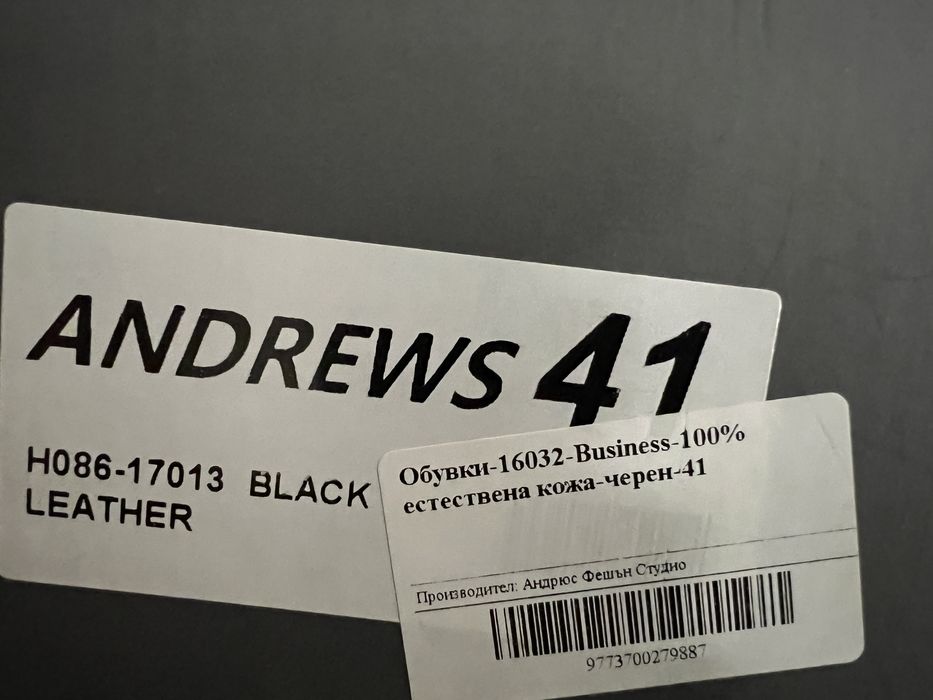 ANDREWS 41
H086-17013 BLACK
LEATHER
Обувки-16032-Business-100%
естествена кожа-черен-41
Производител: Андрюс Фешън Студио
9773700279887